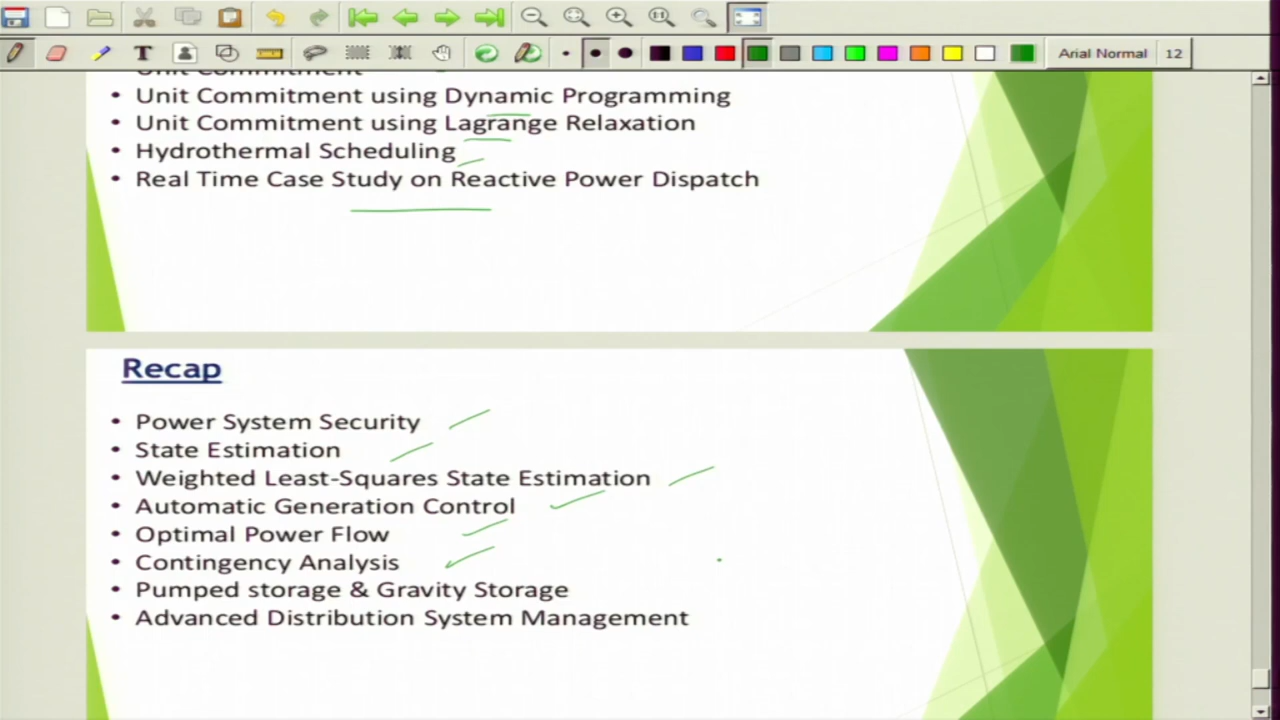 Arial Normal 12
Unit Commitment
• Unit Commitment using Dynamic Programming
• Unit Commitment using Lagrange Relaxation
• Hydrothermal Scheduling
• Real Time Case Study on Reactive Power Dispatch
Recap
• Power System Security
• State Estimation
• Weighted Least-Squares State Estimation
• Automatic Generation Control
• Optimal Power Flow
• Contingency Analysis
• Pumped storage & Gravity Storage
• Advanced Distribution System Management